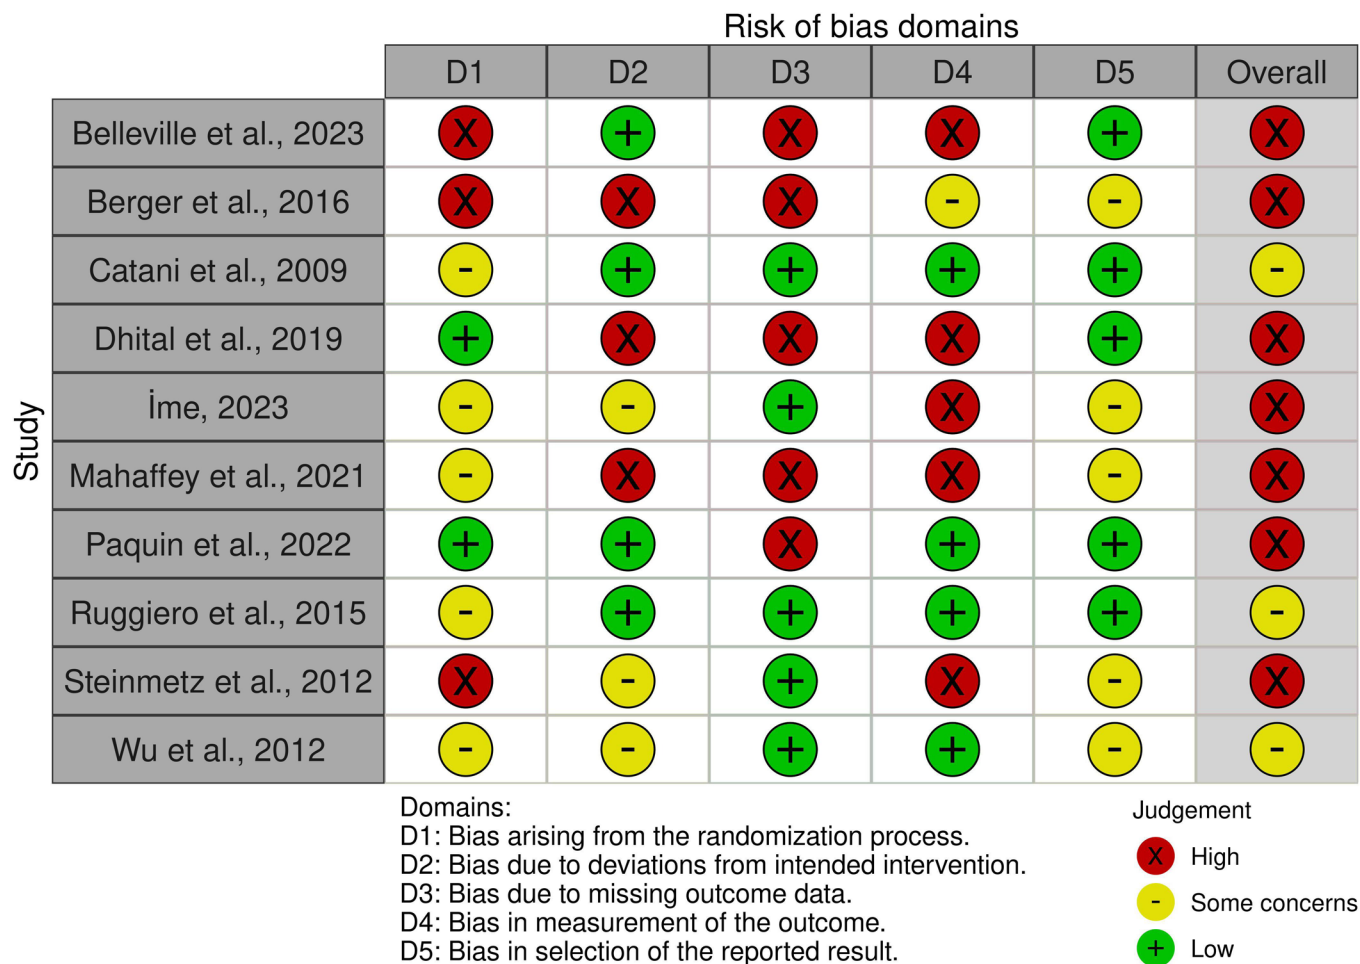 Risk of bias domains
D1 D2 D3 D4 D5 Overall
Study
Belleville et al., 2023 X + X X + X
Berger et al., 2016 X X X - - X
Catani et al., 2009 - + + + + -
Dhital et al., 2019 + X X X + X
İme, 2023 - - + X - X
Mahaffey et al., 2021 - X X X - X
Paquin et al., 2022 + + X + + X
Ruggiero et al., 2015 - + + + + -
Steinmetz et al., 2012 X - + X - X
Wu et al., 2012 - - + + - -
Domains:
D1: Bias arising from the randomization process.
D2: Bias due to deviations from intended intervention.
D3: Bias due to missing outcome data.
D4: Bias in measurement of the outcome.
D5: Bias in selection of the reported result.
Judgement
X High
- Some concerns
+ Low